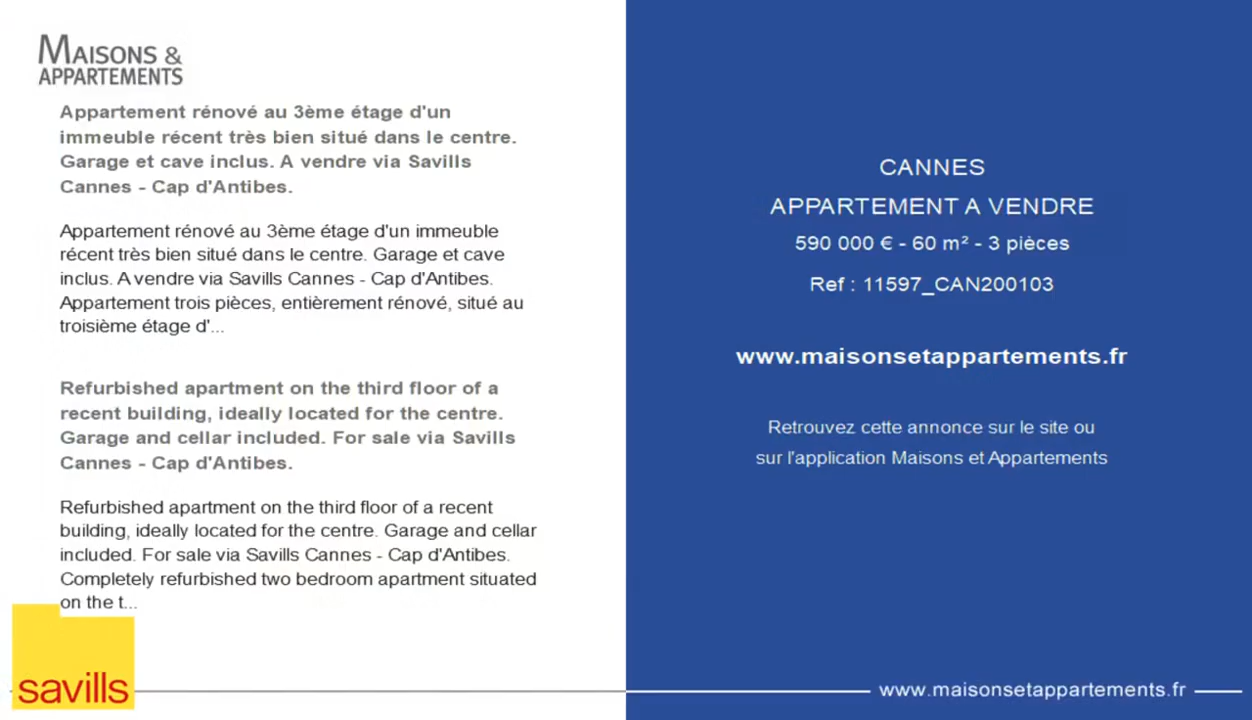 MAISONS &
APPARTEMENTS
Appartement rénové au 3ème étage d'un
immeuble récent très bien situé dans le centre.
Garage et cave inclus. A vendre via Savills
Cannes - Cap d'Antibes.
Appartement rénové au 3ème étage d'un immeuble
récent très bien situé dans le centre. Garage et cave
inclus. A vendre via Savills Cannes - Cap d'Antibes.
Appartement trois pièces, entièrement rénové, situé au
troisième étage d'...
Refurbished apartment on the third floor of a
recent building, ideally located for the centre.
Garage and cellar included. For sale via Savills
Cannes - Cap d'Antibes.
Refurbished apartment on the third floor of a recent
building, ideally located for the centre. Garage and cellar
included. For sale via Savills Cannes - Cap d'Antibes.
Completely refurbished two bedroom apartment situated
on the t...
savills
CANNES
APPARTEMENT A VENDRE
590 000 € - 60 m² - 3 pièces
Ref : 11597_CAN200103
www.maisonsetappartements.fr
Retrouvez cette annonce sur le site ou
sur l'application Maisons et Appartements
www.maisonsetappartements.fr